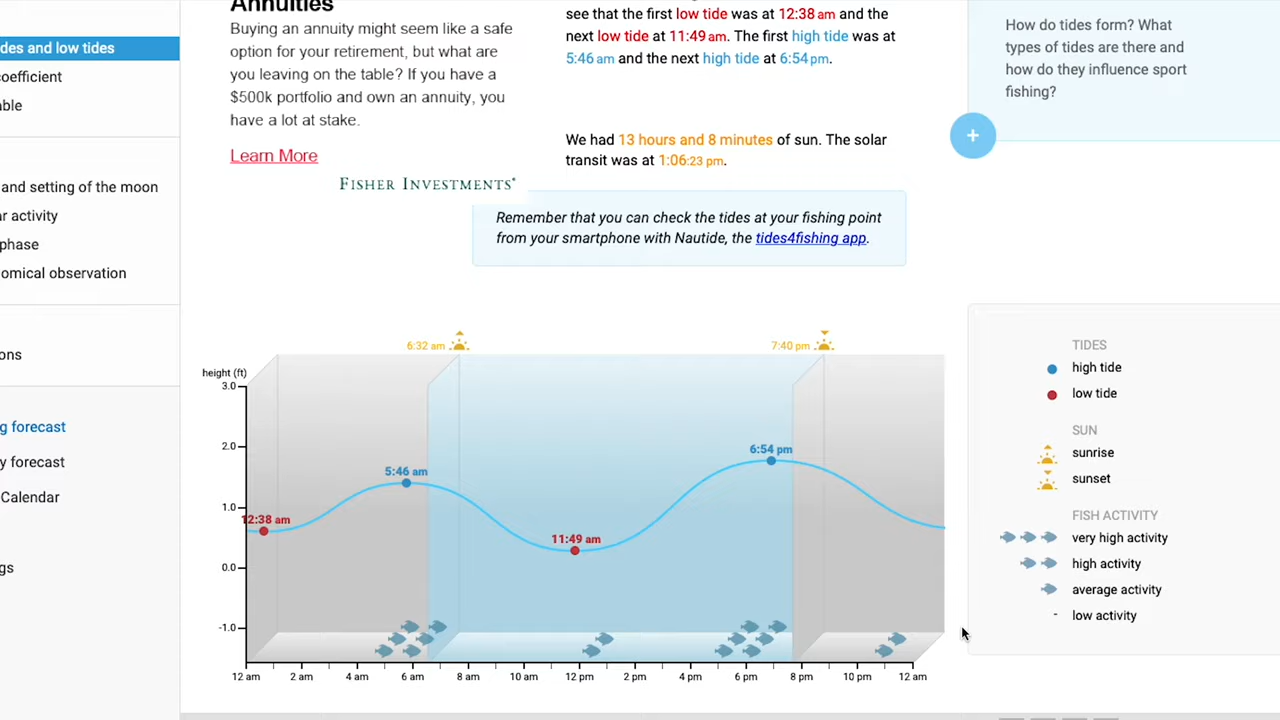 Annuities
Buying an annuity might seem like a safe
option for your retirement, but what are
you leaving on the table? If you have a
$500k portfolio and own an annuity, you
have a lot at stake.
Learn More
FISHER INVESTMENTS
see that the first low tide was at 12:38 am and the
next low tide at 11:49 am. The first high tide was at
5:46 am and the next high tide at 6:54 pm.
We had 13 hours and 8 minutes of sun. The solar
transit was at 1:06:23 pm.
Remember that you can check the tides at your fishing point
from your smartphone with Nautide, the tides4fishing app.
How do tides form? What
types of tides are there and
how do they influence sport
fishing?
+
des and low tides
coefficient
able
and setting of the moon
ar activity
phase
omical observation
ons
g forecast
y forecast
Calendar
gs
6:32 am
7:40 pm
height (ft)
3.0
2.0
1.0
0.0
-1.0
12:38 am
5:46 am
11:49 am
6:54 pm
12 am 2 am 4 am 6 am 8 am 10 am 12 pm 2 pm 4 pm 6 pm 8 pm 10 pm 12 am
TIDES
high tide
low tide
SUN
sunrise
sunset
FISH ACTIVITY
very high activity
high activity
average activity
- low activity